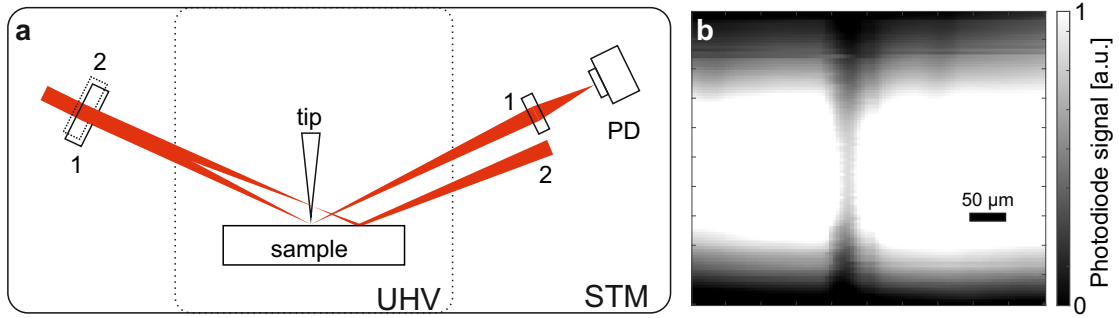 a
2
1
tip
1
PD
2
sample
UHV
STM
b
50 μm
1
0
Photodiode signal [a.u.]